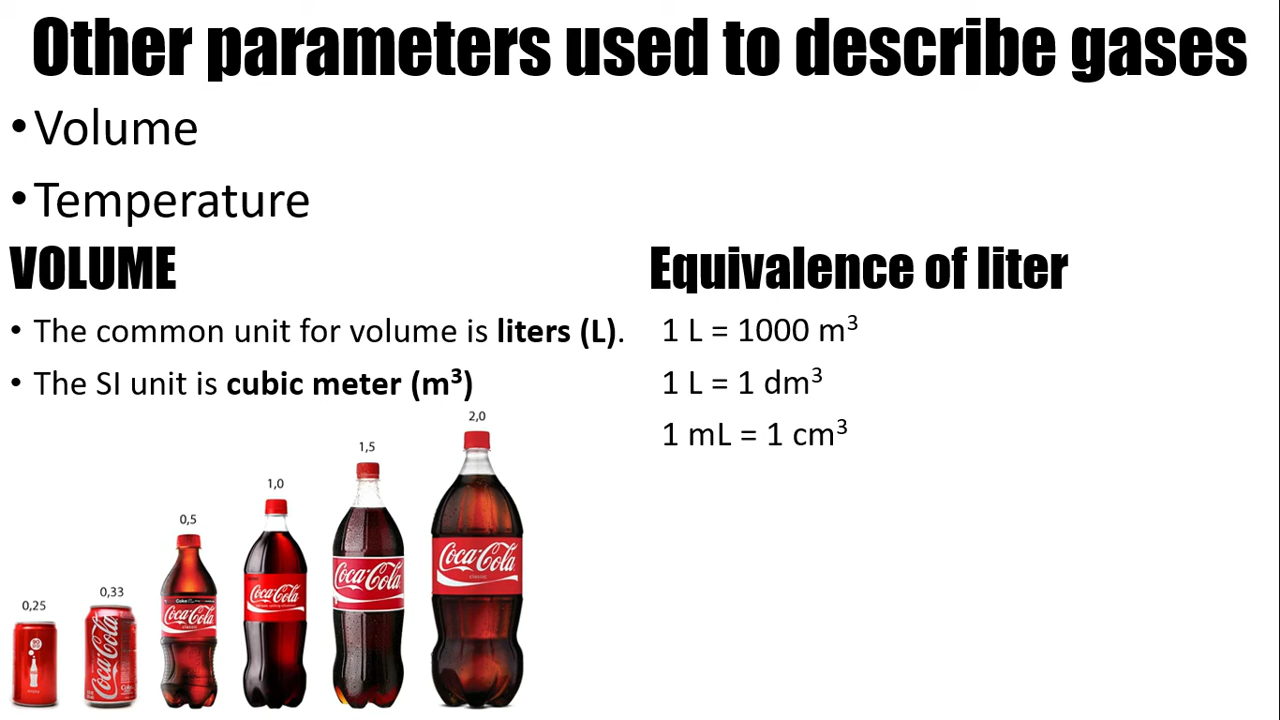 Other parameters used to describe gases
•Volume
•Temperature
VOLUME
• The common unit for volume is liters (L).
• The SI unit is cubic meter (m³)
Equivalence of liter
1 L = 1000 m³
1 L = 1 dm³
1 mL = 1 cm³
0,25
0,33
0,5
1,0
1,5
2,0
Coca-Cola
Coca-Cola
classic
Coca-Cola
Coca-Cola
Coca-Cola
classic